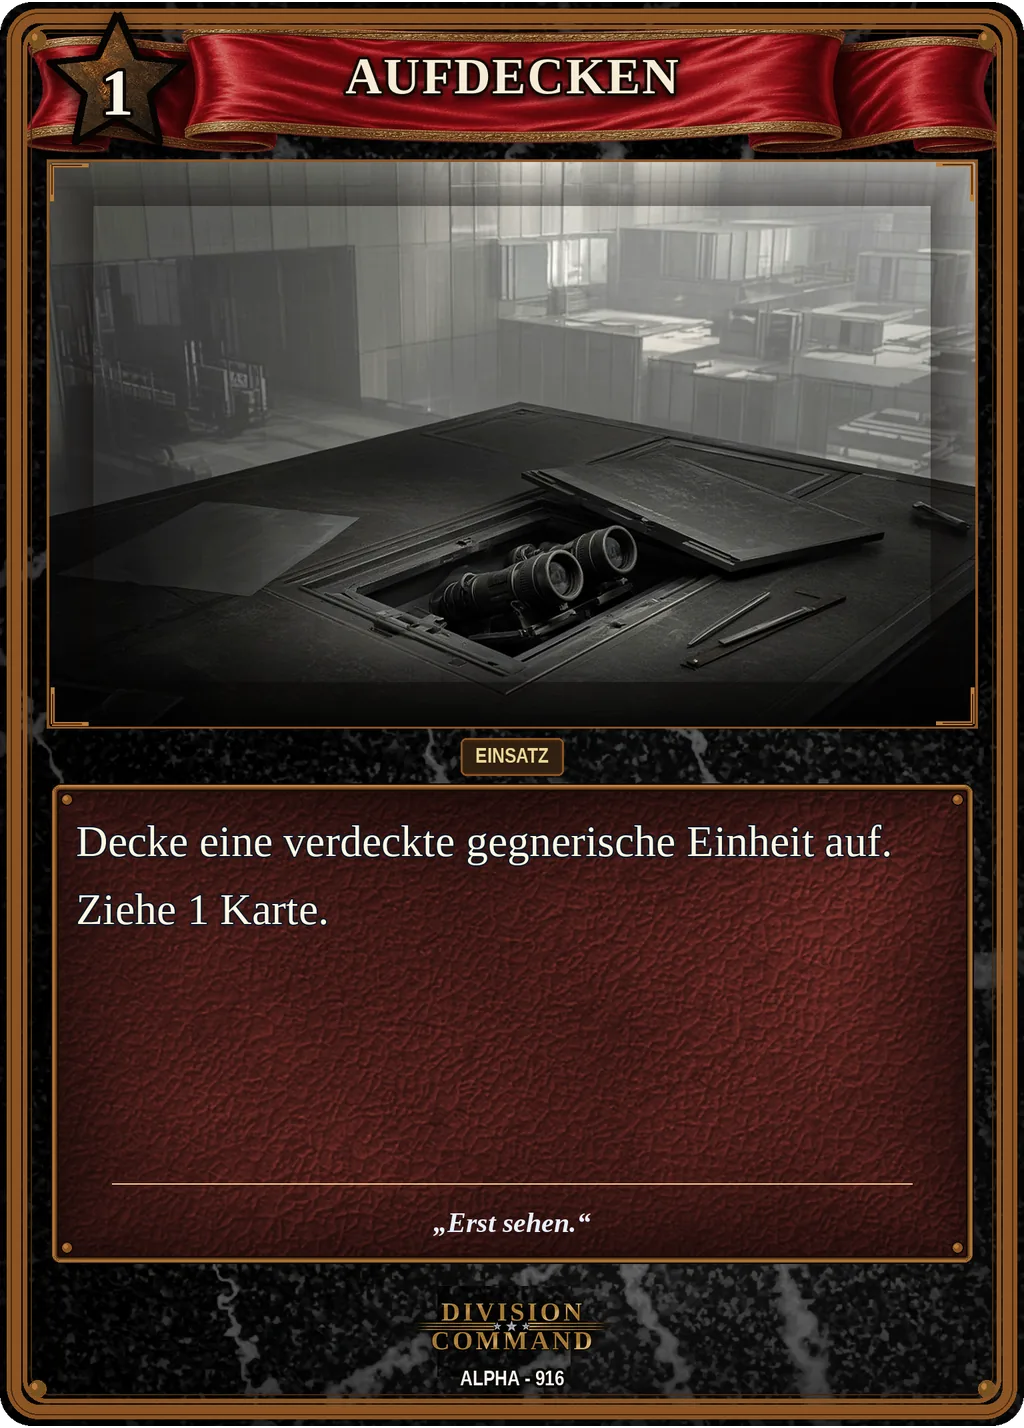 1
AUFDECKEN
EINSATZ
Decke eine verdeckte gegnerische Einheit auf.
Ziehe 1 Karte.
„Erst sehen.“
DIVISION
COMMAND
ALPHA - 916